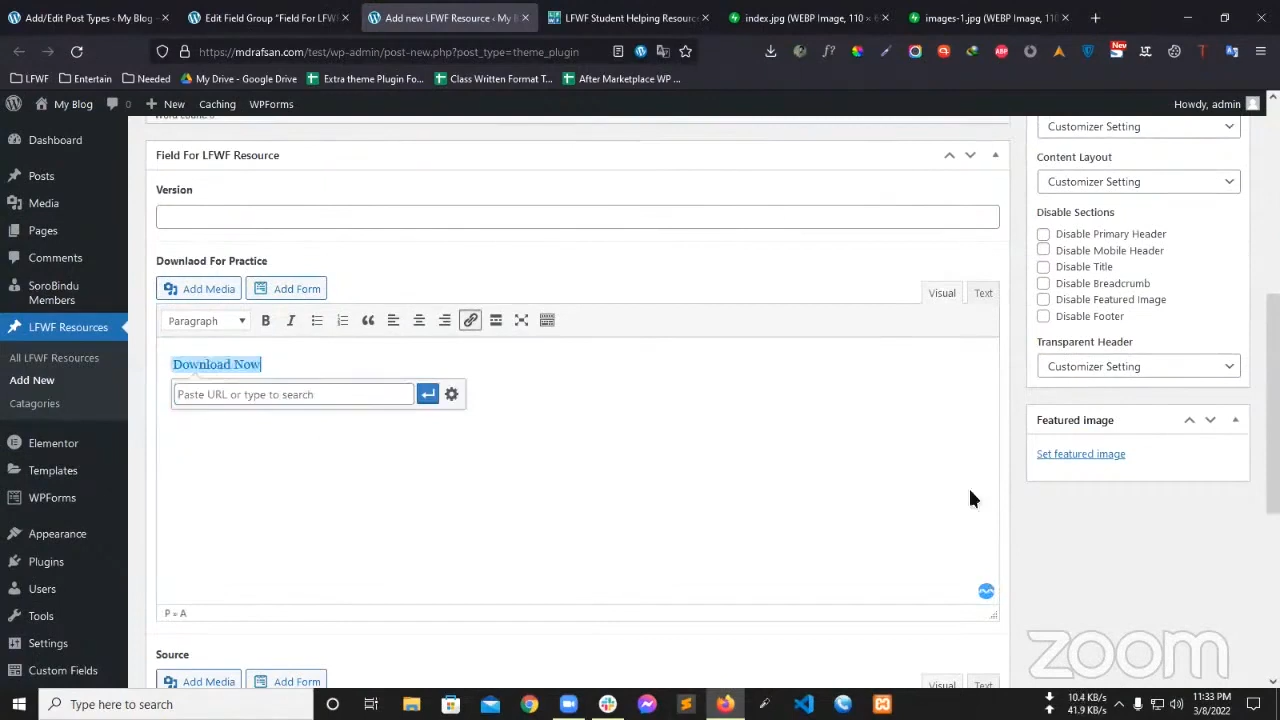 Add/Edit Post Types ‹ My Blog —
Edit Field Group "Field For LFWF
Add new LFWF Resource ‹ My B
LFWF Student Helping Resourc
index.jpg (WEBP Image, 110 × 6
images-1.jpg (WEBP Image, 110
https://mdrafsan.com/test/wp-admin/post-new.php?post_type=theme_plugin
New
LFWF
Entertain
Needed
My Drive - Google Drive
Extra theme Plugin Fo...
Class Written Format T...
After Marketplace WP ...
My Blog
0
New
Caching
WPForms
Howdy, admin
Dashboard
Posts
Media
Pages
Comments
SoroBindu
Members
LFWF Resources
All LFWF Resources
Add New
Catagories
Elementor
Templates
WPForms
Appearance
Plugins
Users
Tools
Settings
Custom Fields
Field For LFWF Resource
Version
Downlaod For Practice
Add Media
Add Form
Visual
Text
Paragraph
Download Now
Paste URL or type to search
P » A
Source
Add Media
Add Form
Visual
Text
Customizer Setting
Content Layout
Customizer Setting
Disable Sections
Disable Primary Header
Disable Mobile Header
Disable Title
Disable Breadcrumb
Disable Featured Image
Disable Footer
Transparent Header
Customizer Setting
Featured image
Set featured image
zoom
Type here to search
10.4 KB/s
41.9 KB/s
11:33 PM
3/8/2022